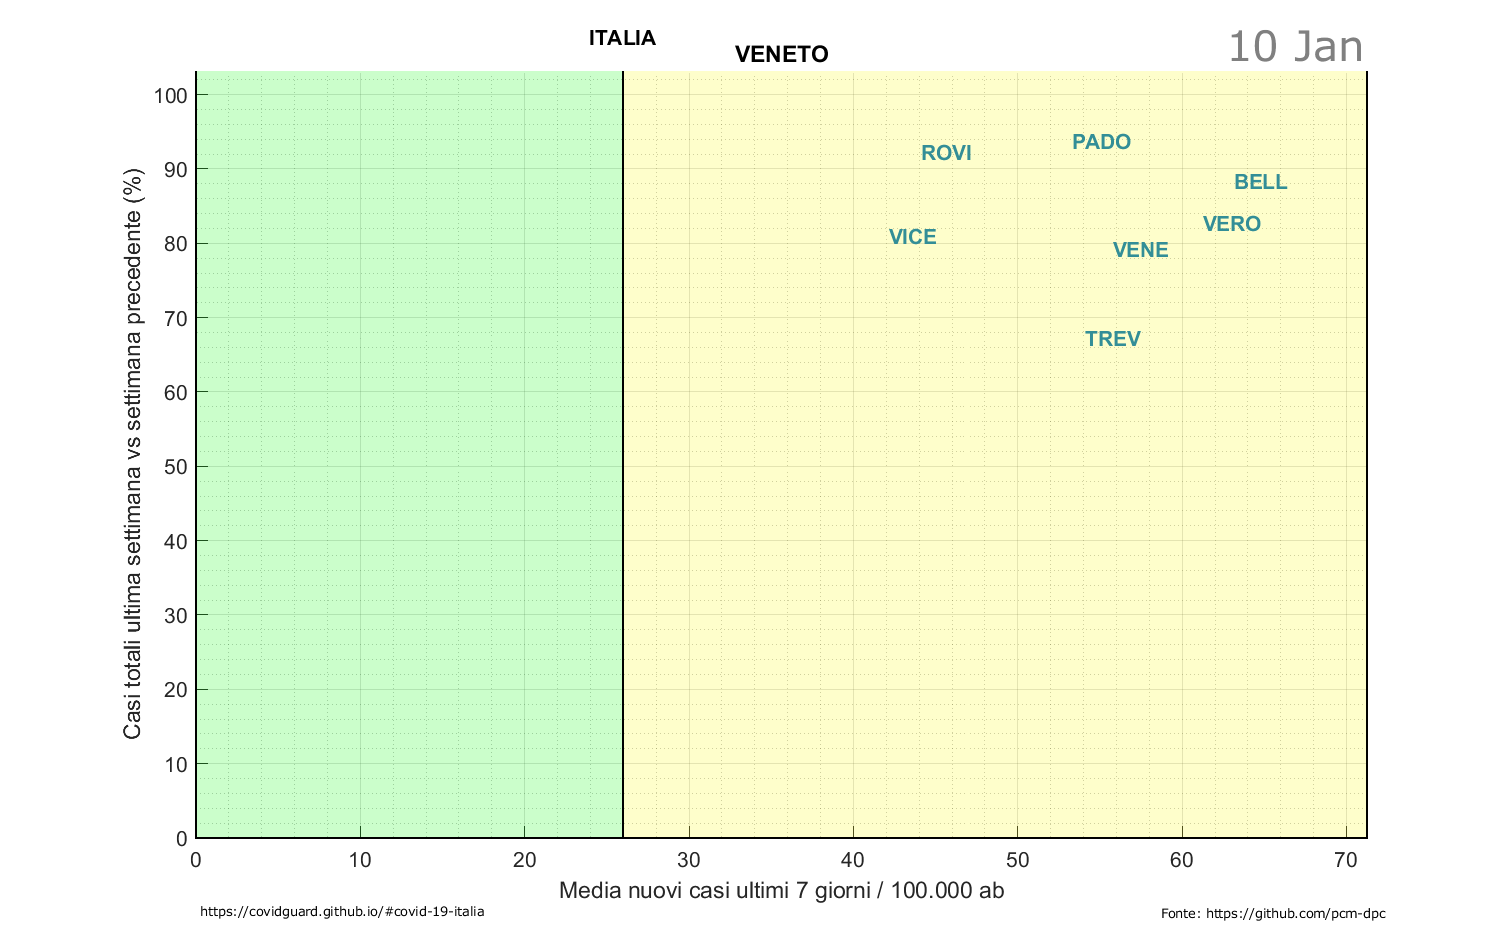 ITALIA
VENETO
10 Jan
Casi totali ultima settimana vs settimana precedente (%)
100
90
80
70
60
50
40
30
20
10
0
ROVI
PADO
BELL
VICE
VERO
VENE
TREV
0 10 20 30 40 50 60 70
Media nuovi casi ultimi 7 giorni / 100.000 ab
https://covidguard.github.io/#covid-19-italia
Fonte: https://github.com/pcm-dpc